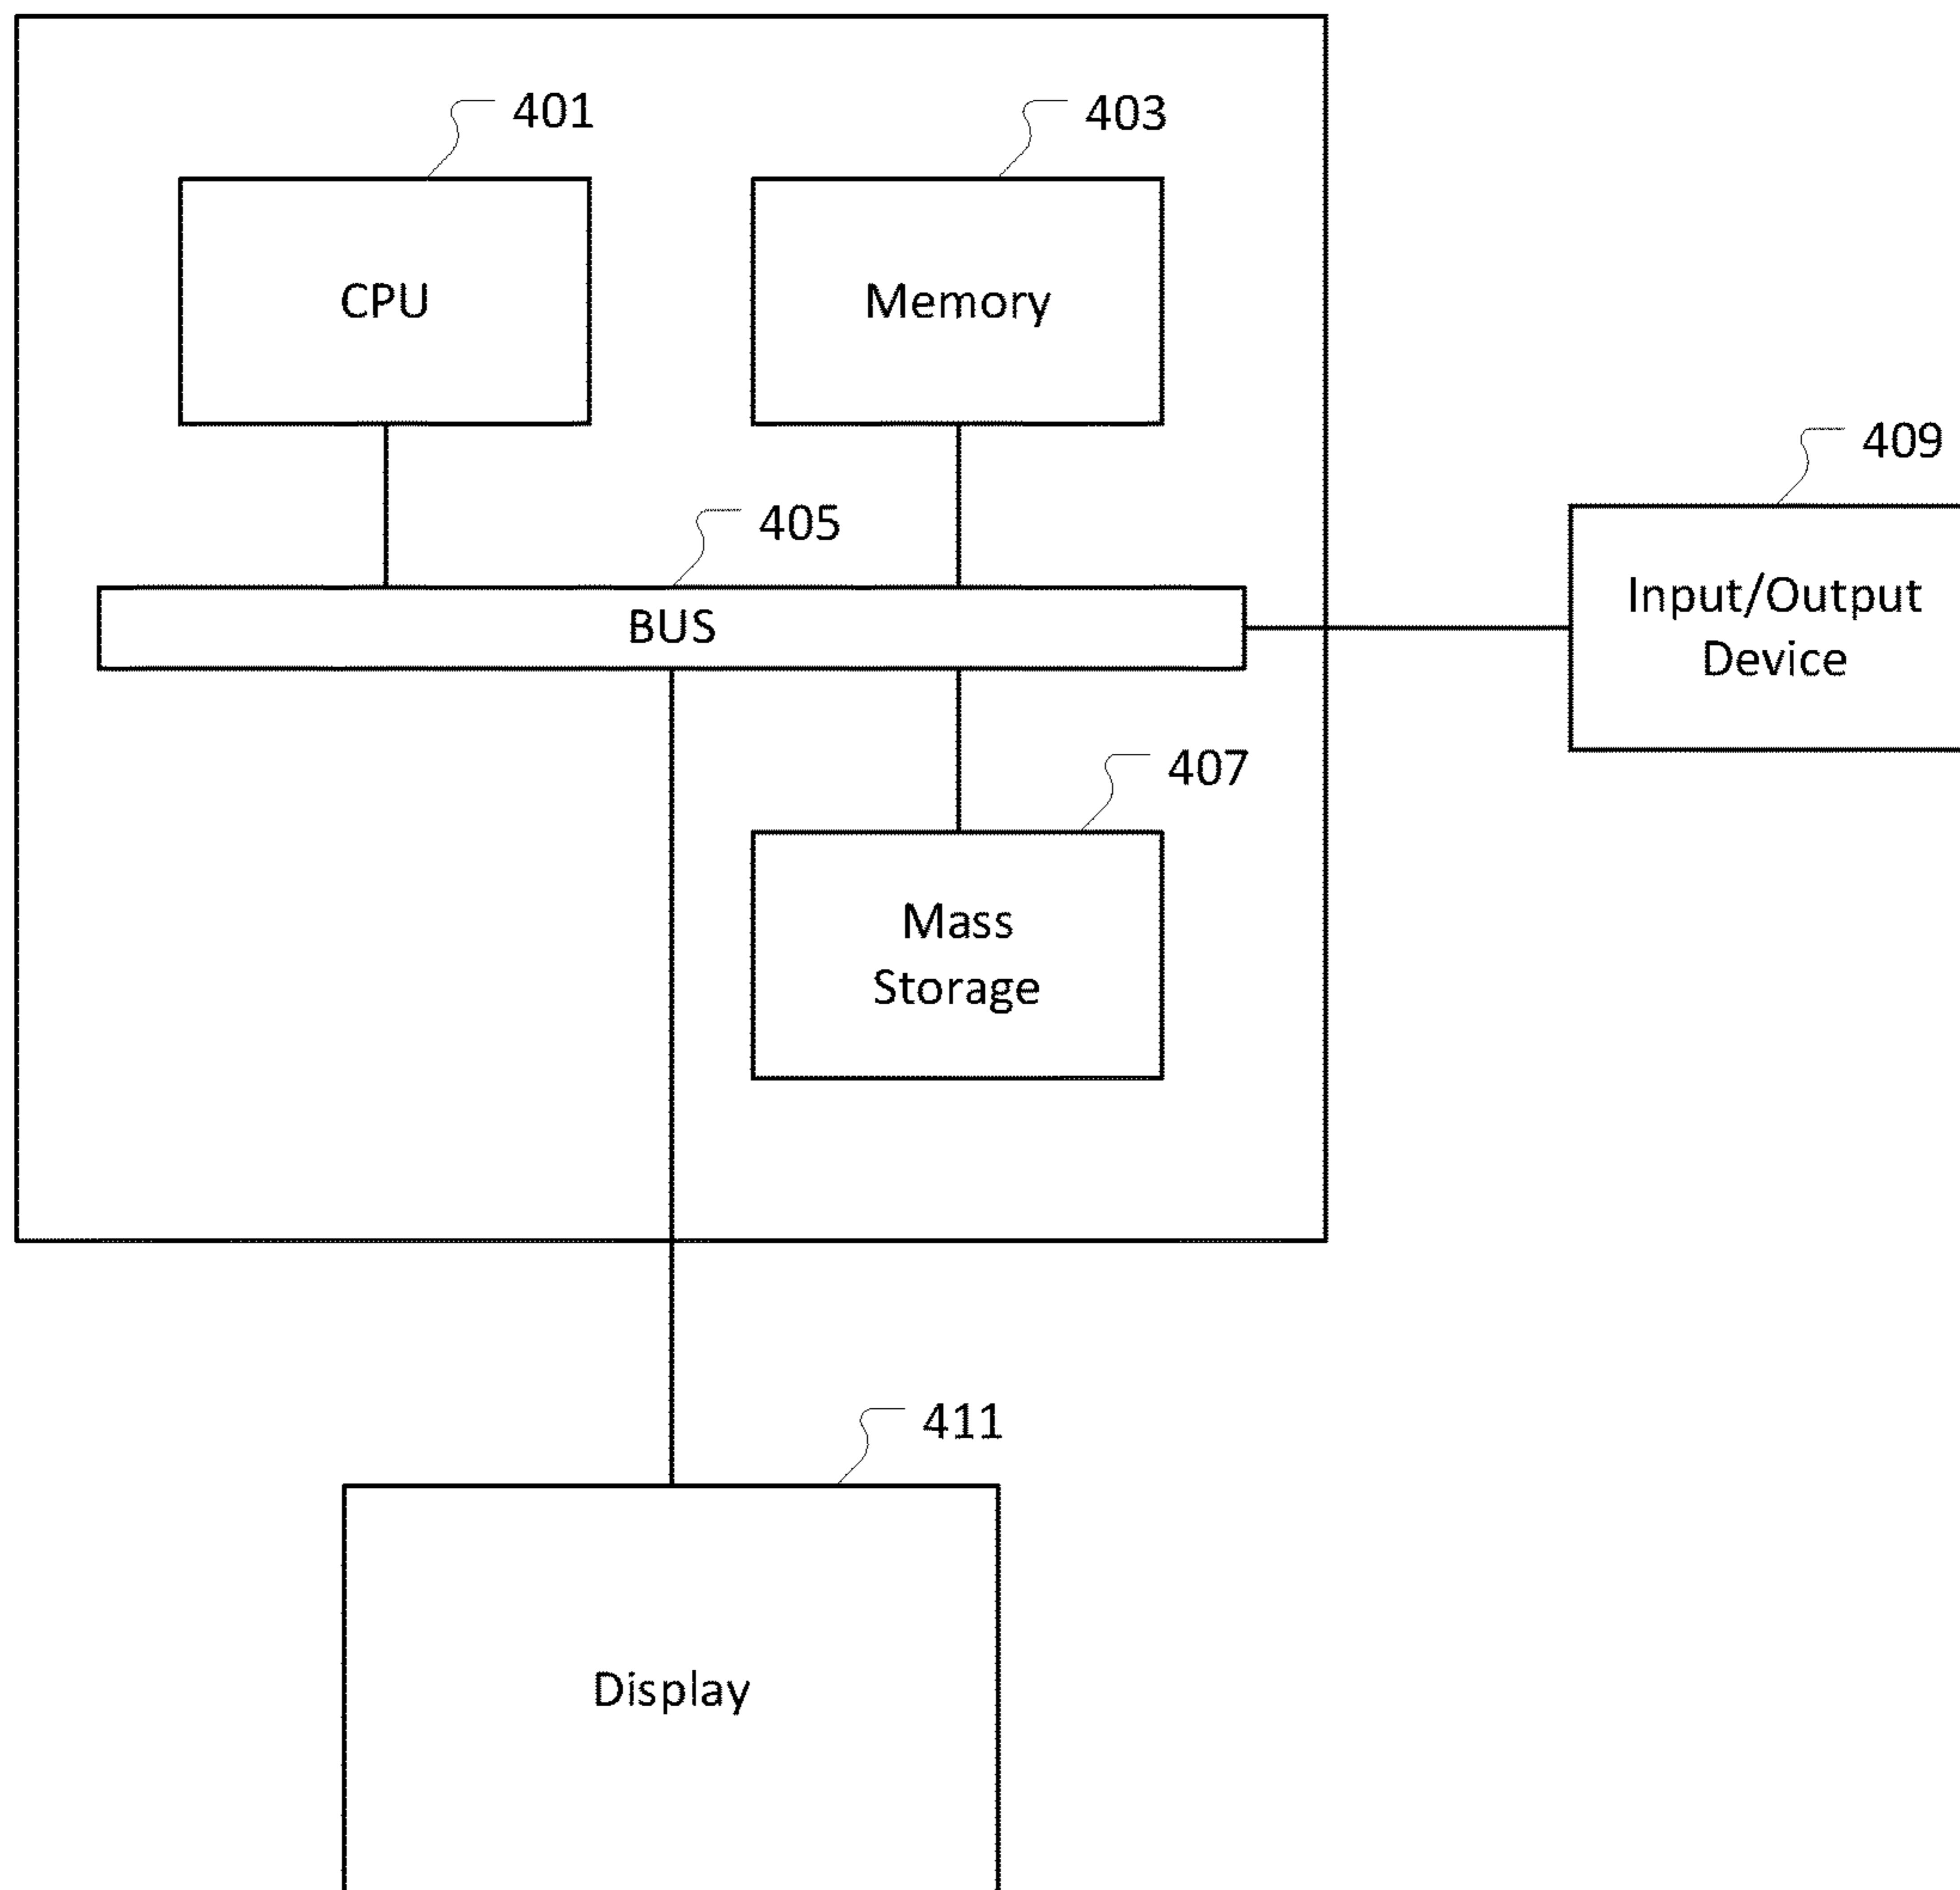 401
403
CPU
Memory
409
405
Input/Output
Device
BUS
407
Mass
Storage
411
Display